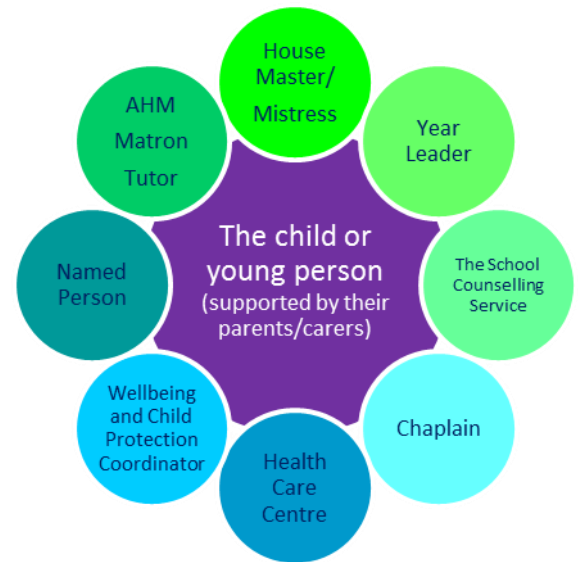 House
Master/
Mistress
Year
Leader
The School
Counselling
Service
Chaplain
Health
Care
Centre
Wellbeing
and Child
Protection
Coordinator
Named
Person
AHM
Matron
Tutor
The child or
young person
(supported by their
parents/carers)